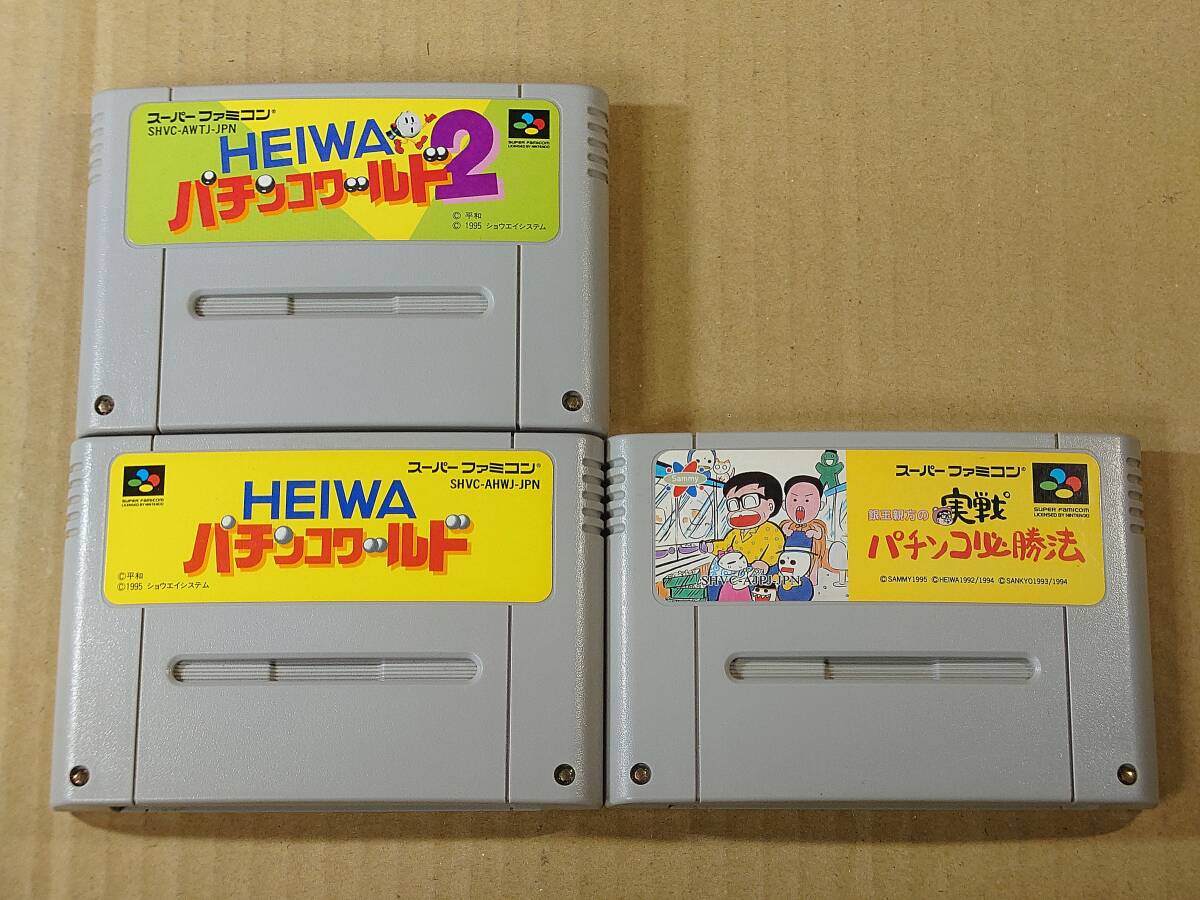 スーパーファミコン®
SHVC-AWTJ-JPN
HEIWA
パチンコワールド2
SUPER FAMICOM
LICENSED BY NINTENDO
© 平和
© 1995 ショウエイシステム
SUPER FAMICOM
LICENSED BY NINTENDO
スーパーファミコン®
SHVC-AHWJ-JPN
HEIWA
パチンコワールド
©平和
©1995 ショウエイシステム
Sammy
SHVC-AJPJ-JPN
スーパーファミコン®
銀玉親方の
実戦
パチンコ必勝法
SUPER FAMICOM
LICENSED BY NINTENDO
©SAMMY1995 ©HEIWA1992/1994 ©SANKYO1993/1994